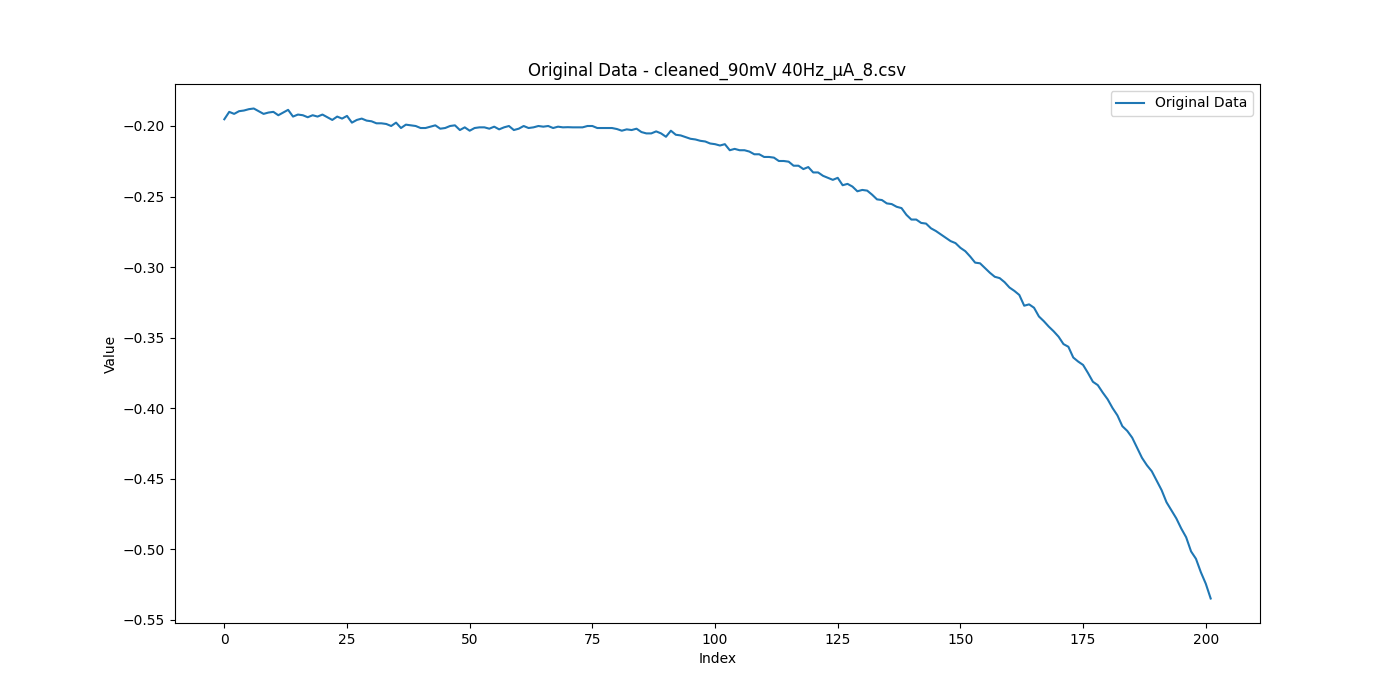 Original Data - cleaned_90mV 40Hz_µA_8.csv
Original Data
−0.20
−0.25
−0.30
−0.35
−0.40
−0.45
−0.50
−0.55
Value
0 25 50 75 100 125 150 175 200
Index